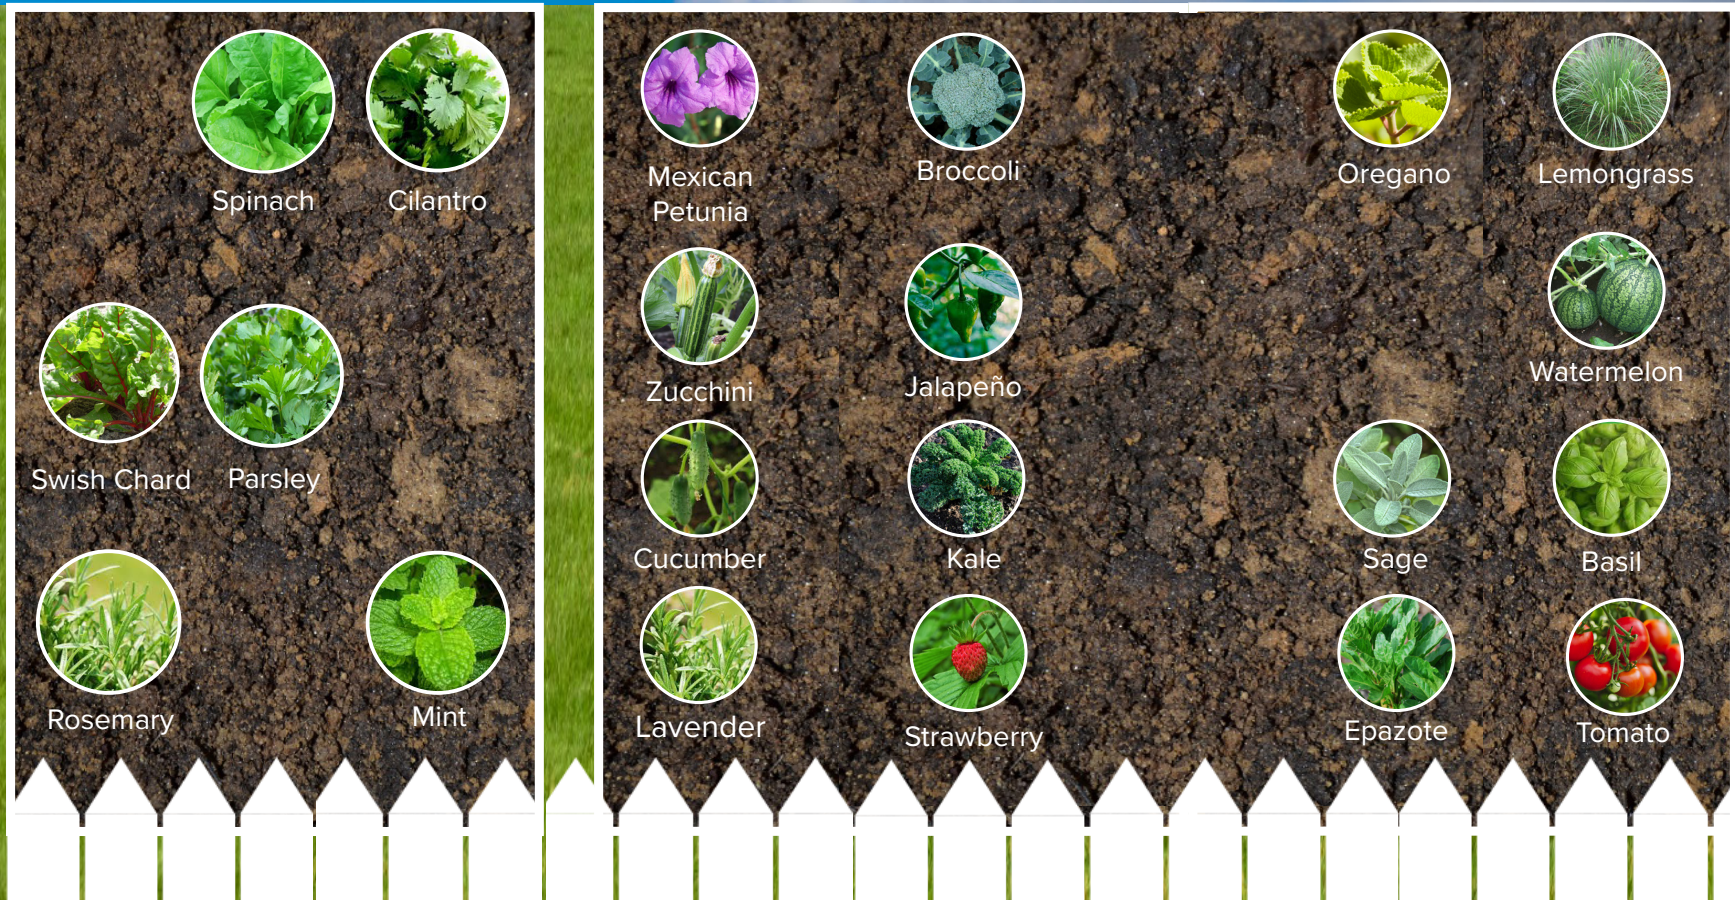 Spinach
Cilantro
Swish Chard
Parsley
Rosemary
Mint
Mexican
Petunia
Broccoli
Oregano
Lemongrass
Zucchini
Jalapeño
Watermelon
Cucumber
Kale
Sage
Basil
Lavender
Strawberry
Epazote
Tomato